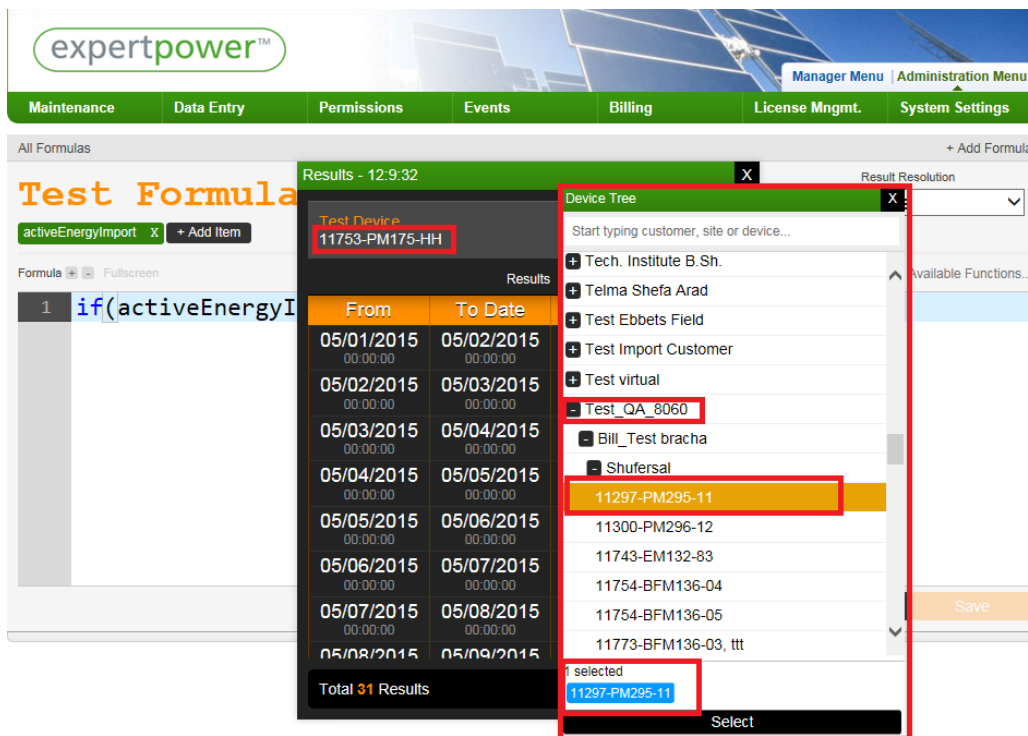 expertpower™
Manager Menu | Administration Menu
Maintenance Data Entry Permissions Events Billing License Mngmt. System Settings
All Formulas + Add Formula
Test Formula
activeEnergyImport X + Add Item
Formula + - Fullscreen
1 if(activeEnergyI
Results - 12:9:32 X
Test Device
11753-PM175-HH
Results
From To Date
05/01/2015 05/02/2015
00:00:00 00:00:00
05/02/2015 05/03/2015
00:00:00 00:00:00
05/03/2015 05/04/2015
00:00:00 00:00:00
05/04/2015 05/05/2015
00:00:00 00:00:00
05/05/2015 05/06/2015
00:00:00 00:00:00
05/06/2015 05/07/2015
00:00:00 00:00:00
05/07/2015 05/08/2015
00:00:00 00:00:00
05/08/2015 05/09/2015
Total 31 Results
Device Tree X
Start typing customer, site or device...
+ Tech. Institute B.Sh.
+ Telma Shefa Arad
+ Test Ebbets Field
+ Test Import Customer
+ Test virtual
- Test_QA_8060
- Bill_Test bracha
- Shufersal
11297-PM295-11
11300-PM296-12
11743-EM132-83
11754-BFM136-04
11754-BFM136-05
11773-BFM136-03, ttt
1 selected
11297-PM295-11
Select
Result Resolution
Available Functions...
Save